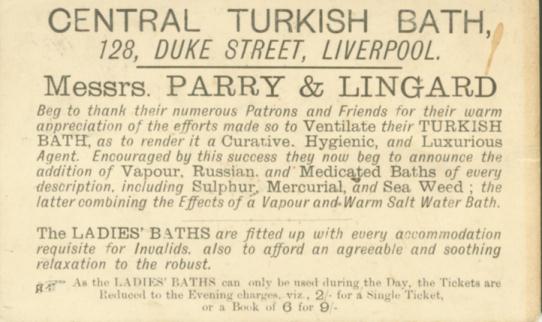 CENTRAL TURKISH BATH,
128, DUKE STREET, LIVERPOOL.
Messrs. PARRY & LINGARD
Beg to thank their numerous Patrons and Friends for their warm
appreciation of the efforts made so to Ventilate their TURKISH
BATH, as to render it a Curative, Hygienic, and Luxurious
Agent. Encouraged by this success they now beg to announce the
addition of Vapour, Russian, and Medicated Baths of every
description, including Sulphur, Mercurial, and Sea Weed ; the
latter combining the Effects of a Vapour and Warm Salt Water Bath.
The LADIES' BATHS are fitted up with every accommodation
requisite for Invalids, also to afford an agreeable and soothing
relaxation to the robust.
☞ As the LADIES' BATHS can only be used during the Day, the Tickets are
Reduced to the Evening charges, viz., 2/- for a Single Ticket,
or a Book of 6 for 9/-